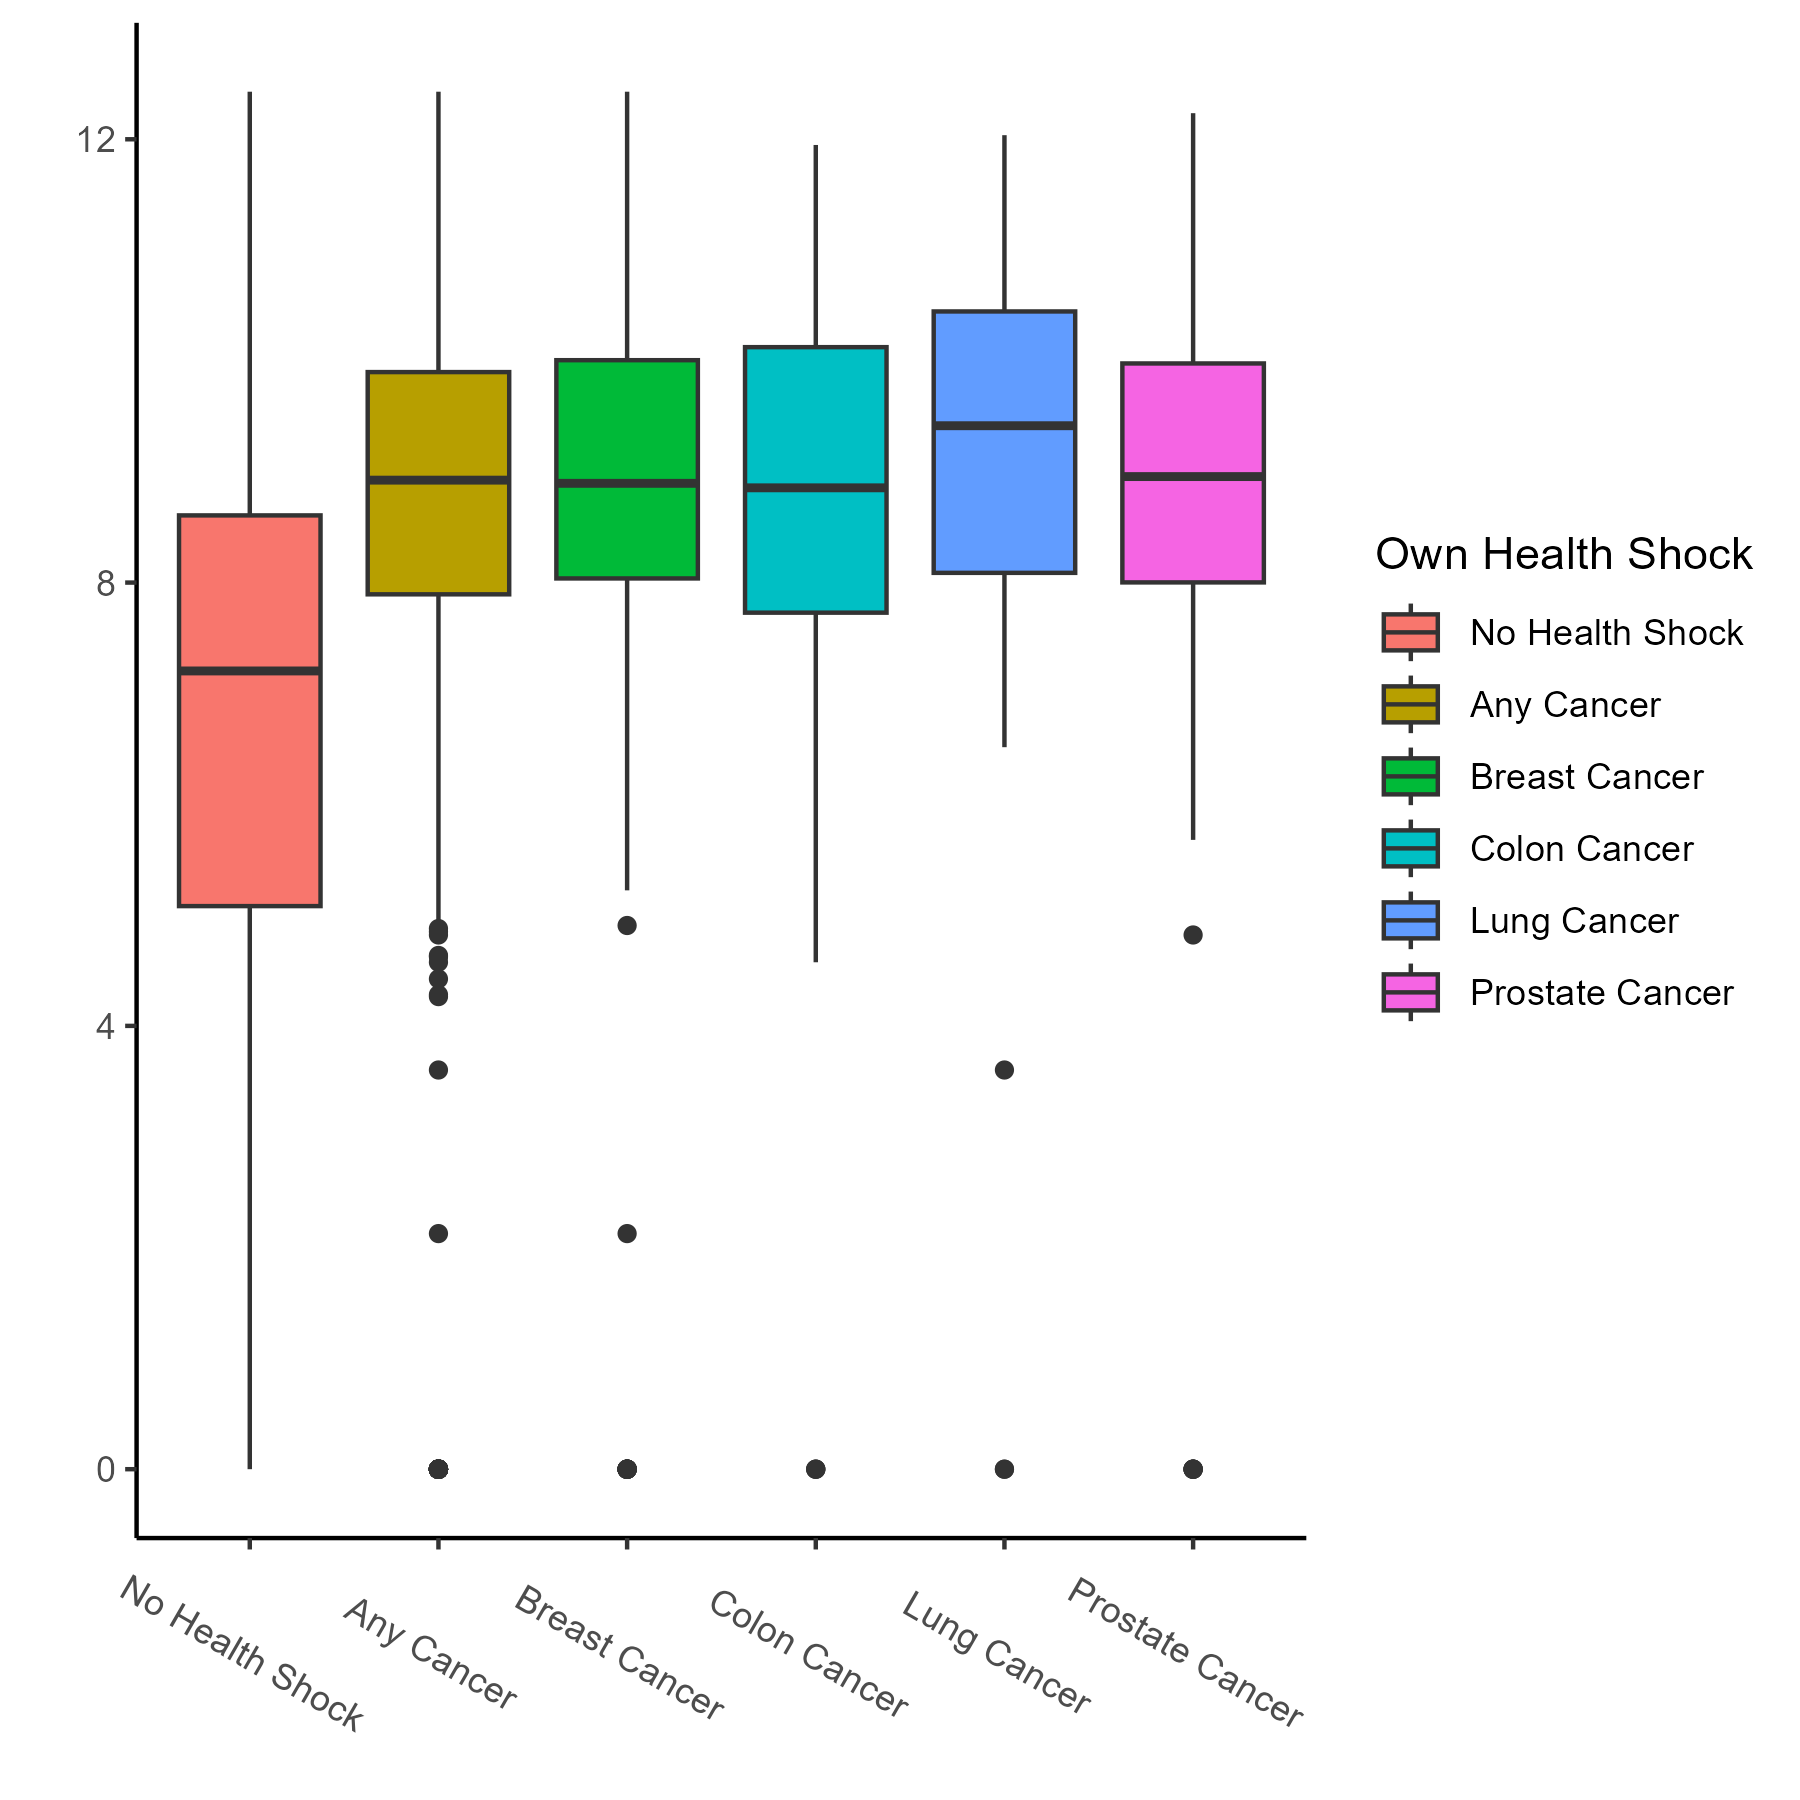 12
8
4
0
No Health Shock
Any Cancer
Breast Cancer
Colon Cancer
Lung Cancer
Prostate Cancer
Own Health Shock
No Health Shock
Any Cancer
Breast Cancer
Colon Cancer
Lung Cancer
Prostate Cancer